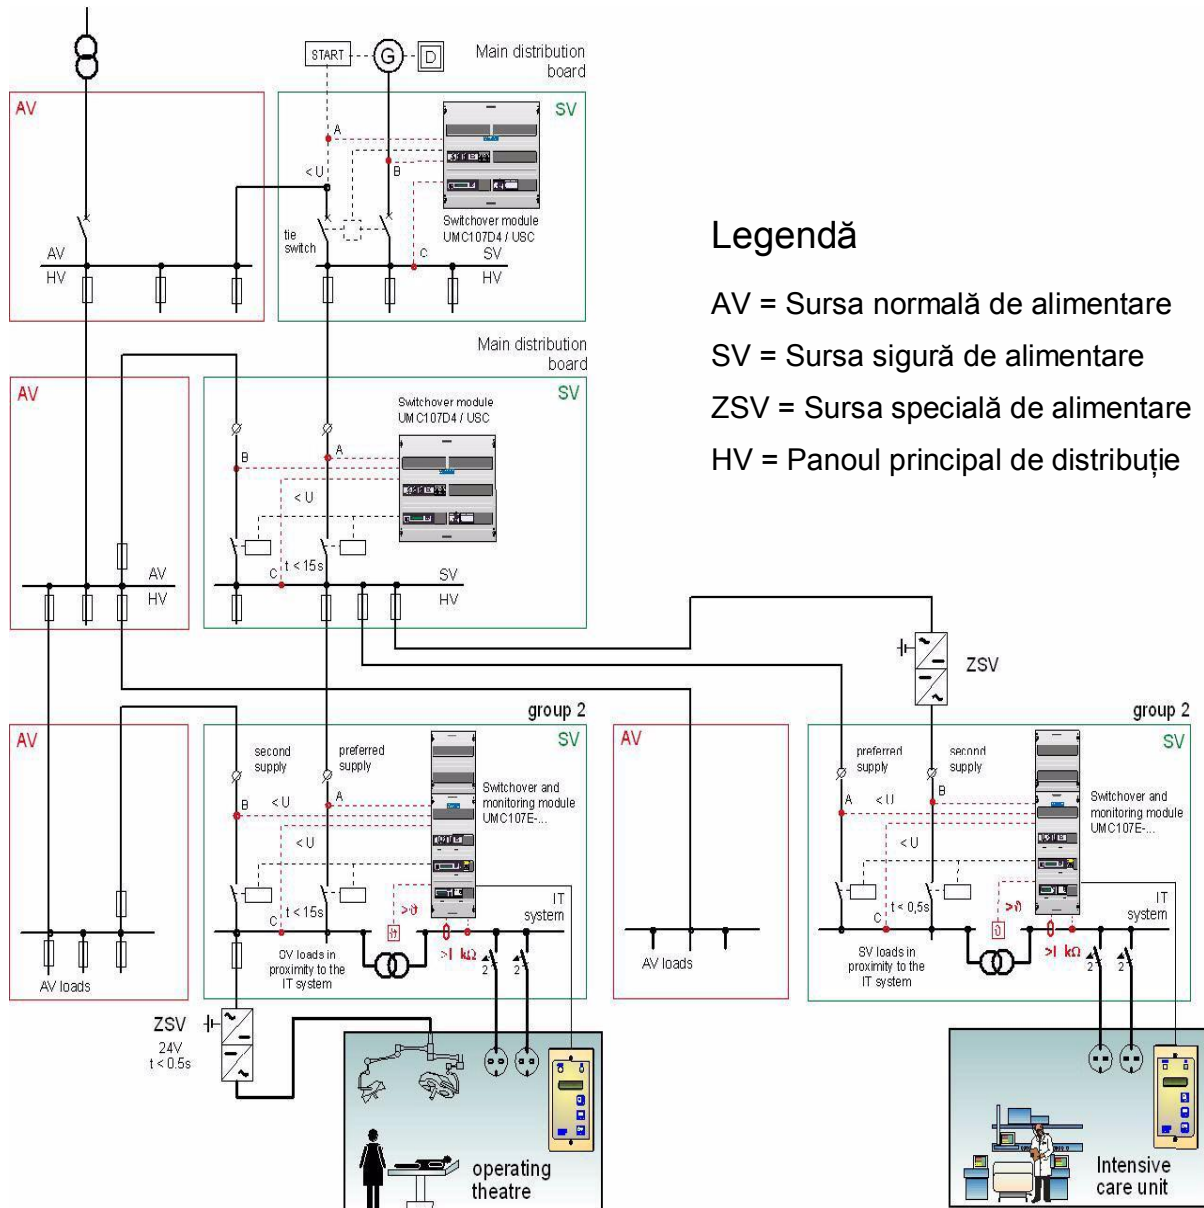 START
G
D
Main distribution
board
AV
SV
A
< U
B
Switchover module
UMC107D4 / USC
tie
switch
C
AV
HV
SV
HV
Legendă
AV = Sursa normală de alimentare
SV = Sursa sigură de alimentare
ZSV = Sursa specială de alimentare
HV = Panoul principal de distribuție
Main distribution
board
AV
SV
Switchover module
UMC107D4 / USC
B
A
< U
t < 15s
C
AV
HV
SV
HV
ZSV
group 2
AV
SV
second
supply
preferred
supply
B
< U
A
Switchover and
monitoring module
UMC107E-...
< U
C
t < 15s
>ϑ
ϑ
IT
system
>I
kΩ
2
2
SV loads in
proximity to the
IT system
AV loads
AV
AV loads
group 2
SV
preferred
supply
second
supply
A
< U
B
Switchover and
monitoring module
UMC107E-...
< U
C
t < 0,5s
>ϑ
ϑ
IT
system
>I
kΩ
2
2
SV loads in
proximity to the
IT system
ZSV
24V
t < 0.5s
operating
theatre
Intensive
care unit